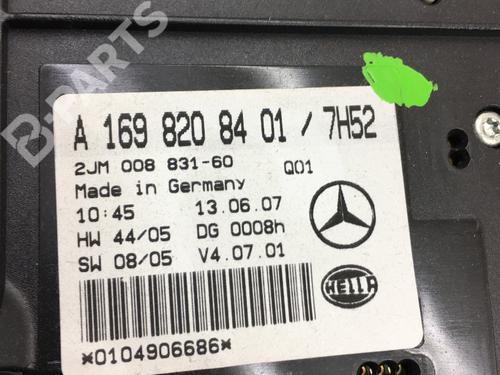 B-PARTS
A 169 820 84 01 / 7H52
2JM 008 831-60 Q01
Made in Germany
10:45 13.06.07
HW 44/05 DG 0008h
SW 08/05 V4.07.01
HELLA
*0104906686*